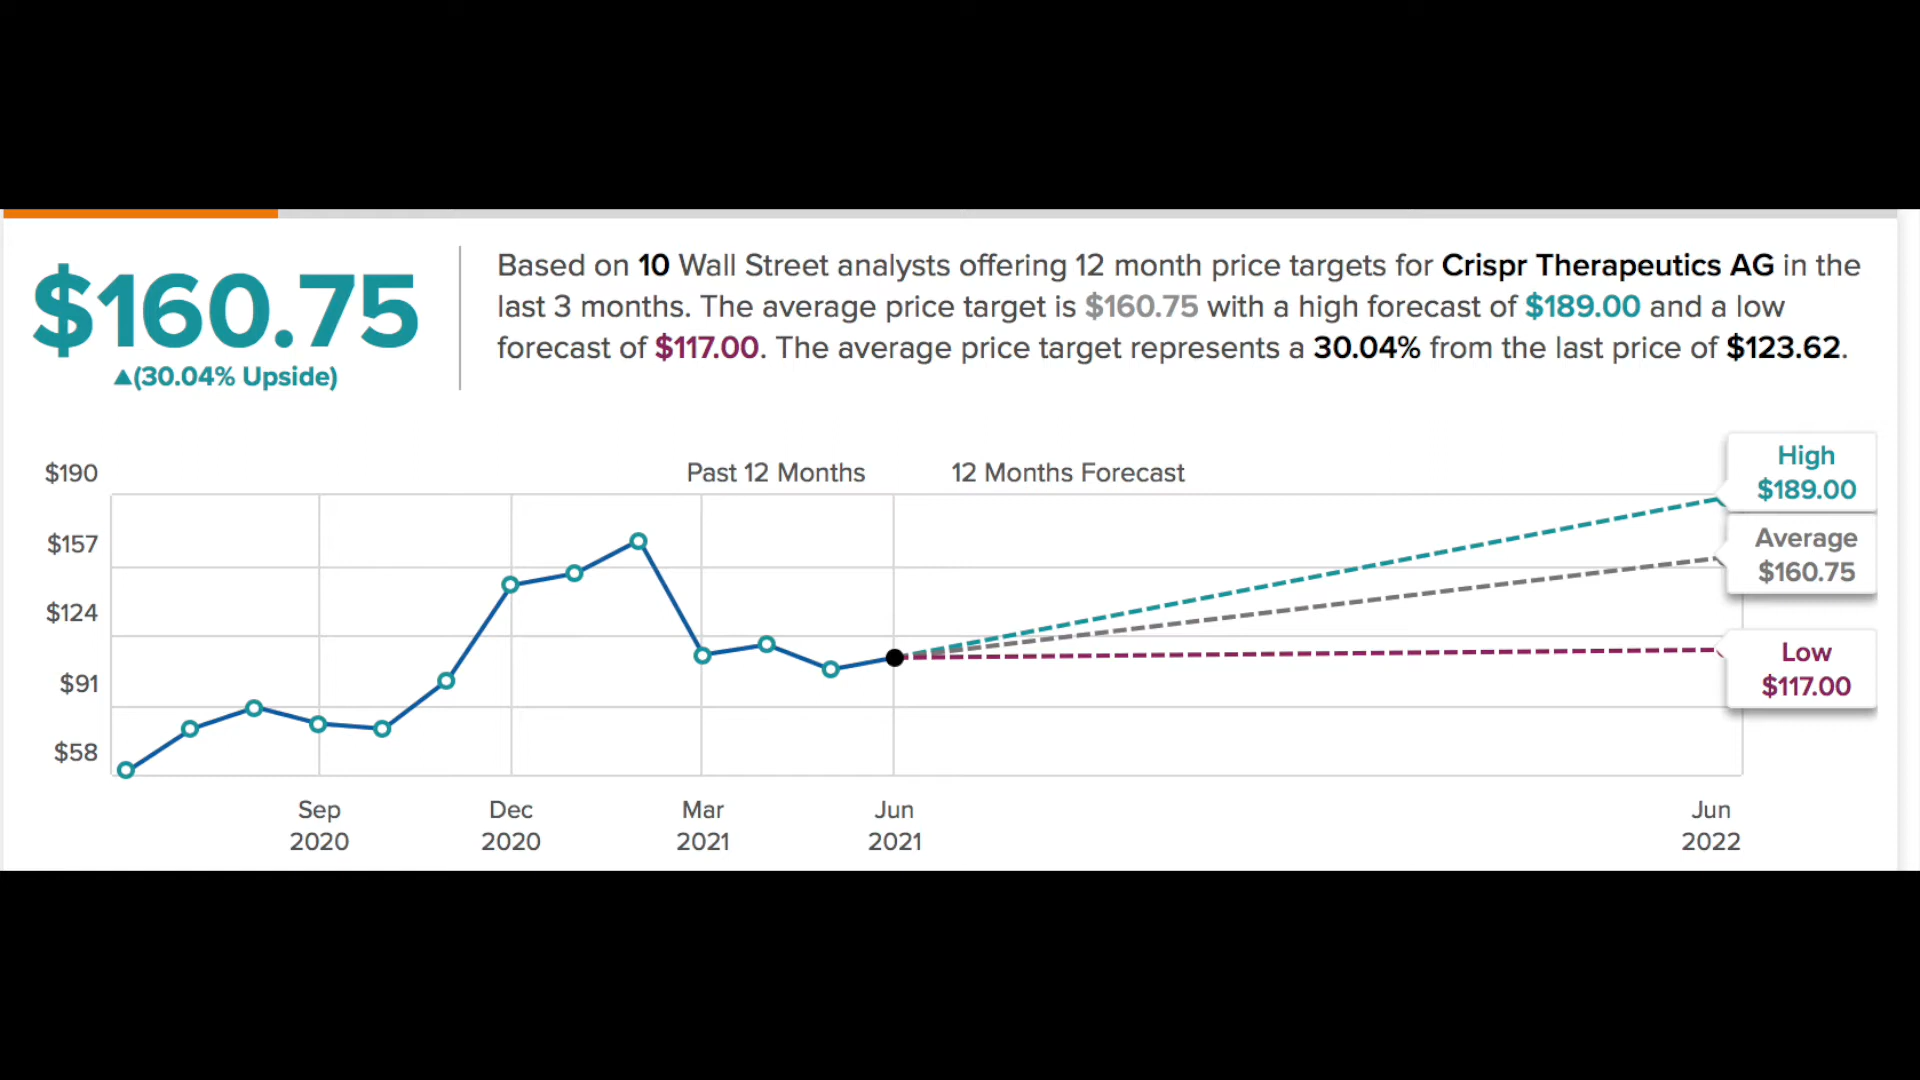 $160.75
▲(30.04% Upside)
Based on 10 Wall Street analysts offering 12 month price targets for Crispr Therapeutics AG in the
last 3 months. The average price target is $160.75 with a high forecast of $189.00 and a low
forecast of $117.00. The average price target represents a 30.04% from the last price of $123.62.
Past 12 Months
12 Months Forecast
$190
$157
$124
$91
$58
High
$189.00
Average
$160.75
Low
$117.00
Sep
2020
Dec
2020
Mar
2021
Jun
2021
Jun
2022